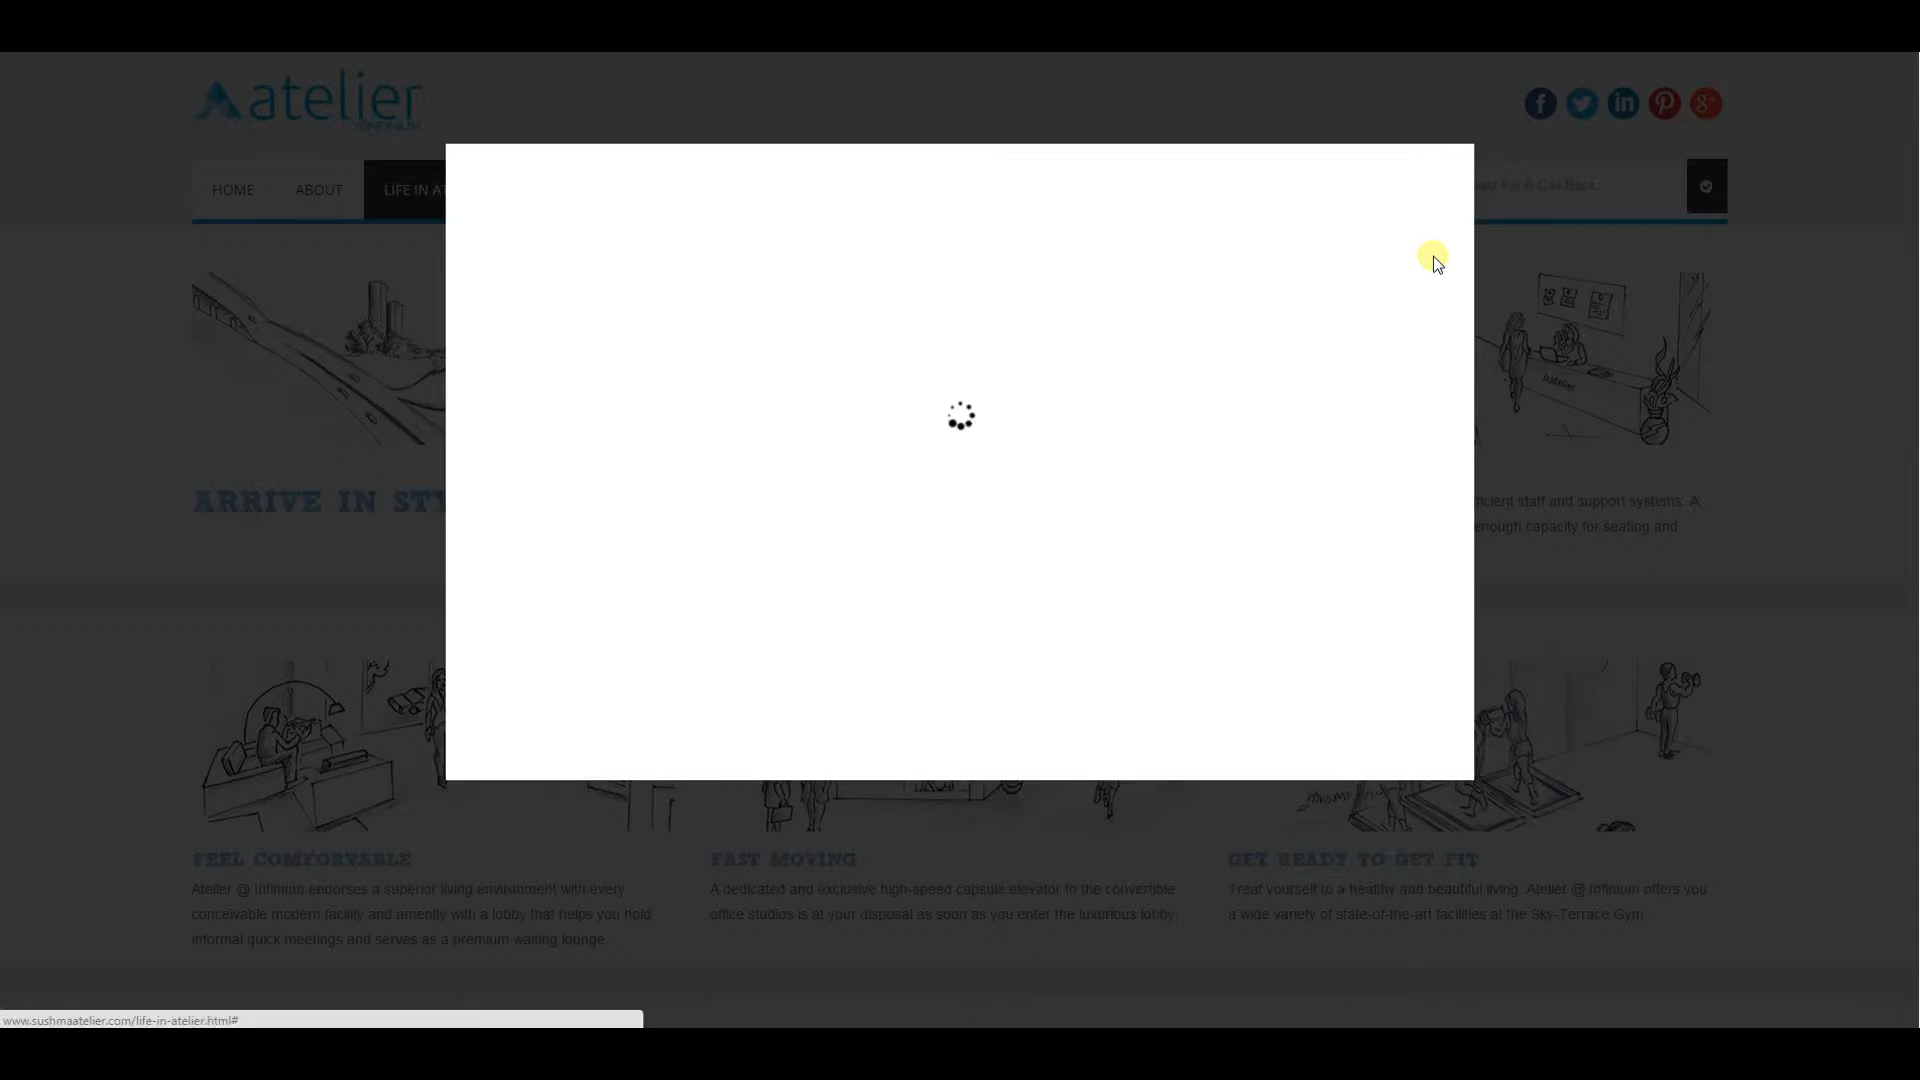 atelier
HOME
ABOUT
LIFE IN AT
Call Back
ARRIVE IN STY
ficient staff and support systems. A
enough capacity for seating and
FEEL COMFORTABLE
Atelier @ Infinium endorses a superior living environment with every
conceivable modern facility and amenity with a lobby that helps you hold
informal quick meetings and serves as a premium waiting lounge.
FAST MOVING
A dedicated and exclusive high-speed capsule elevator to the convertible
office studios is at your disposal as soon as you enter the luxurious lobby.
GET READY TO GET FIT
Treat yourself to a healthy and beautiful living. Atelier @ Infinium offers you
a wide variety of state-of-the-art facilities at the Sky-Terrace Gym.
www.sushmaatelier.com/life-in-atelier.html#